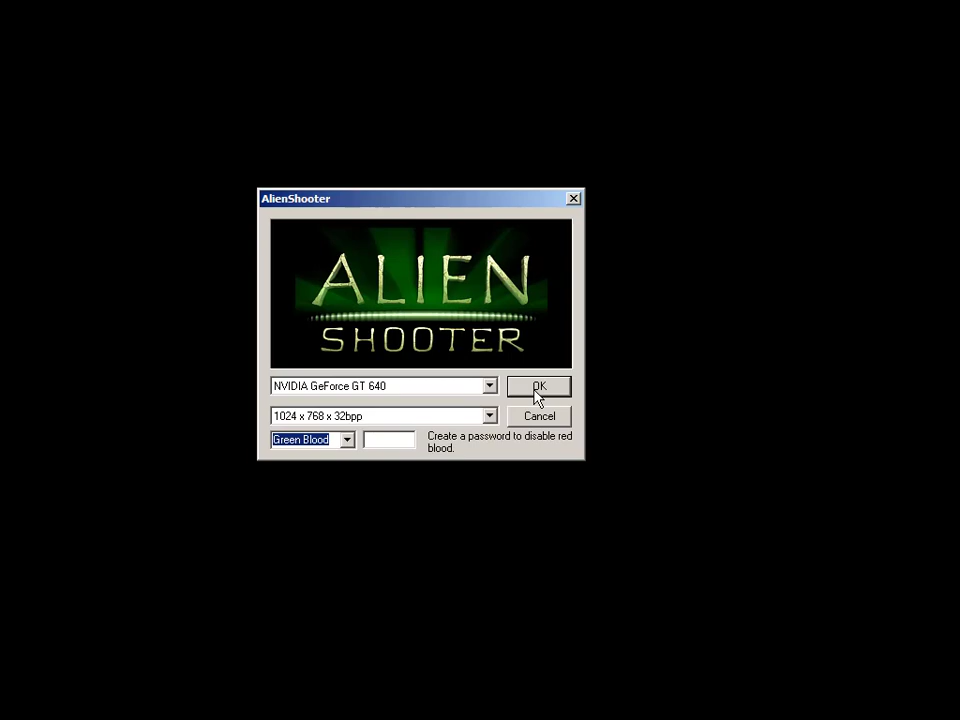 AlienShooter
ALIEN
SHOOTER
NVIDIA GeForce GT 640
OK
1024 x 768 x 32bpp
Cancel
Green Blood
Create a password to disable red
blood.